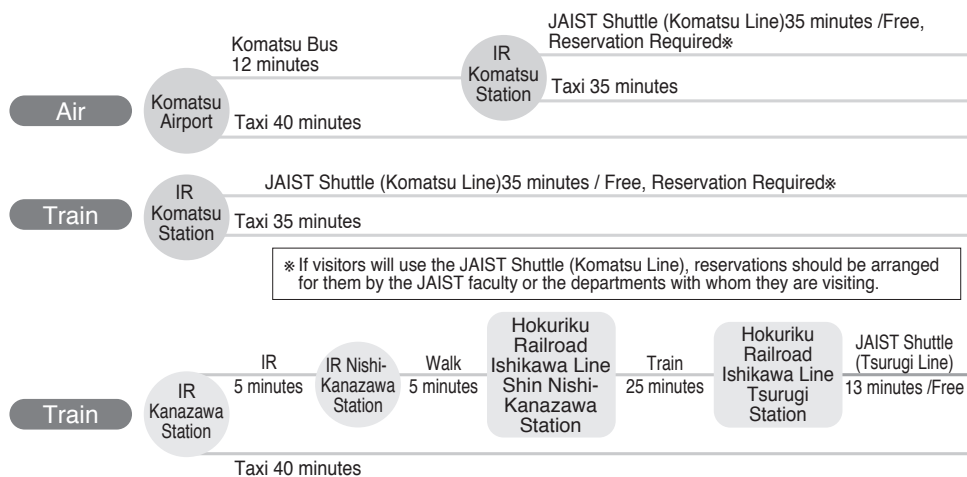 Air
Komatsu
Airport
Komatsu Bus
12 minutes
IR
Komatsu
Station
JAIST Shuttle (Komatsu Line)35 minutes /Free,
Reservation Required※
Taxi 35 minutes
Taxi 40 minutes
Train
IR
Komatsu
Station
JAIST Shuttle (Komatsu Line)35 minutes / Free, Reservation Required※
Taxi 35 minutes
※ If visitors will use the JAIST Shuttle (Komatsu Line), reservations should be arranged
for them by the JAIST faculty or the departments with whom they are visiting.
Train
IR
Kanazawa
Station
IR
5 minutes
IR Nishi-
Kanazawa
Station
Walk
5 minutes
Hokuriku
Railroad
Ishikawa Line
Shin Nishi-
Kanazawa
Station
Train
25 minutes
Hokuriku
Railroad
Ishikawa Line
Tsurugi
Station
JAIST Shuttle
(Tsurugi Line)
13 minutes /Free
Taxi 40 minutes